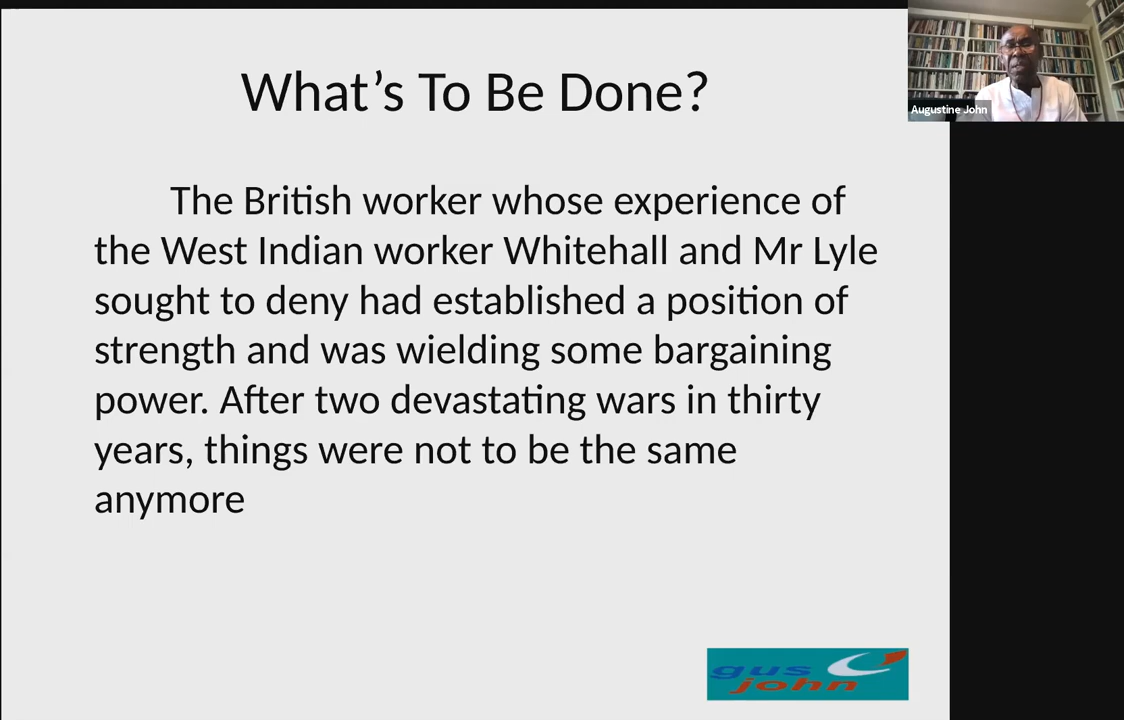 What’s To Be Done?
The British worker whose experience of
the West Indian worker Whitehall and Mr Lyle
sought to deny had established a position of
strength and was wielding some bargaining
power. After two devastating wars in thirty
years, things were not to be the same
anymore
Augustine John
gus
john